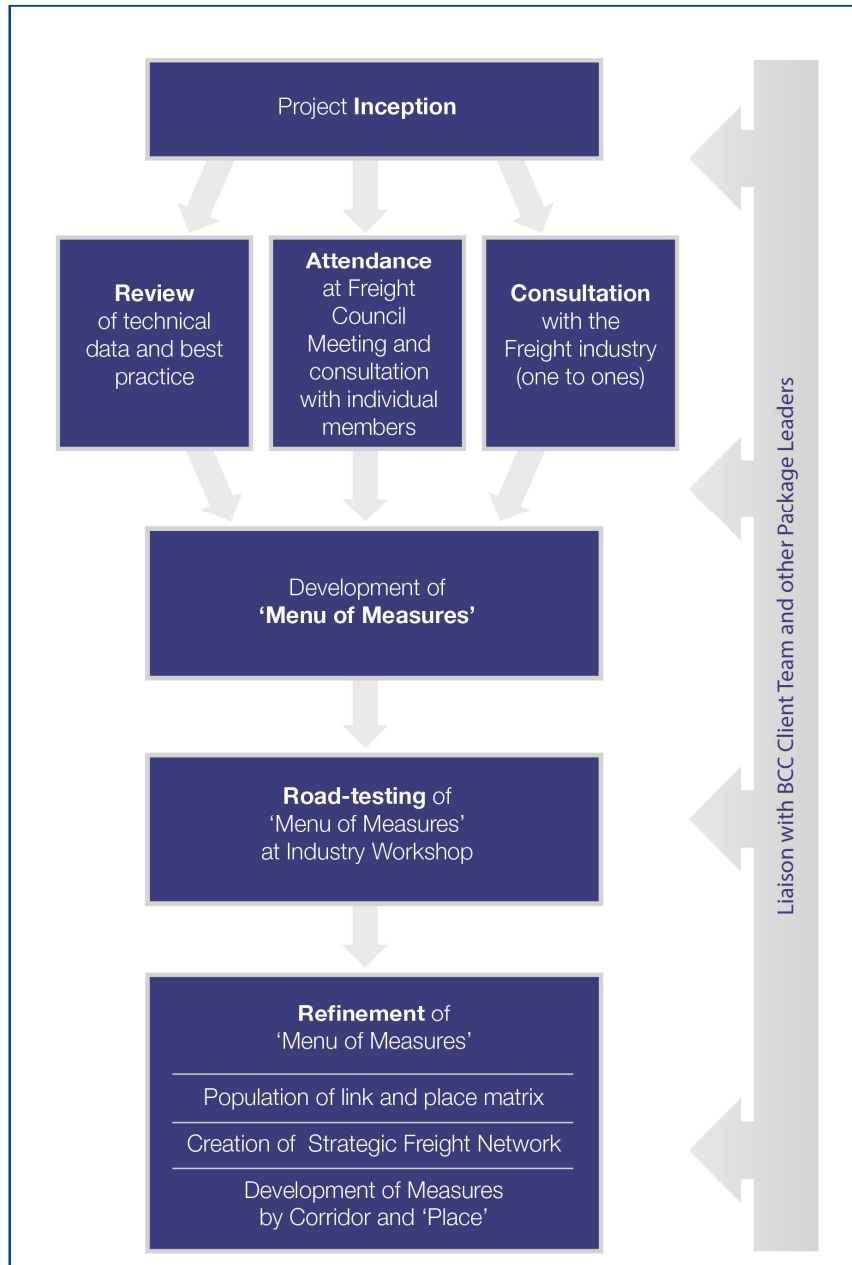 Project Inception
Review
of technical
data and best
practice
Attendance
at Freight
Council
Meeting and
consultation
with individual
members
Consultation
with the
Freight industry
(one to ones)
Development of
‘Menu of Measures’
Road-testing of
‘Menu of Measures’
at Industry Workshop
Refinement of
‘Menu of Measures’
Population of link and place matrix
Creation of Strategic Freight Network
Development of Measures
by Corridor and ‘Place’
Liaison with BCC Client Team and other Package Leaders